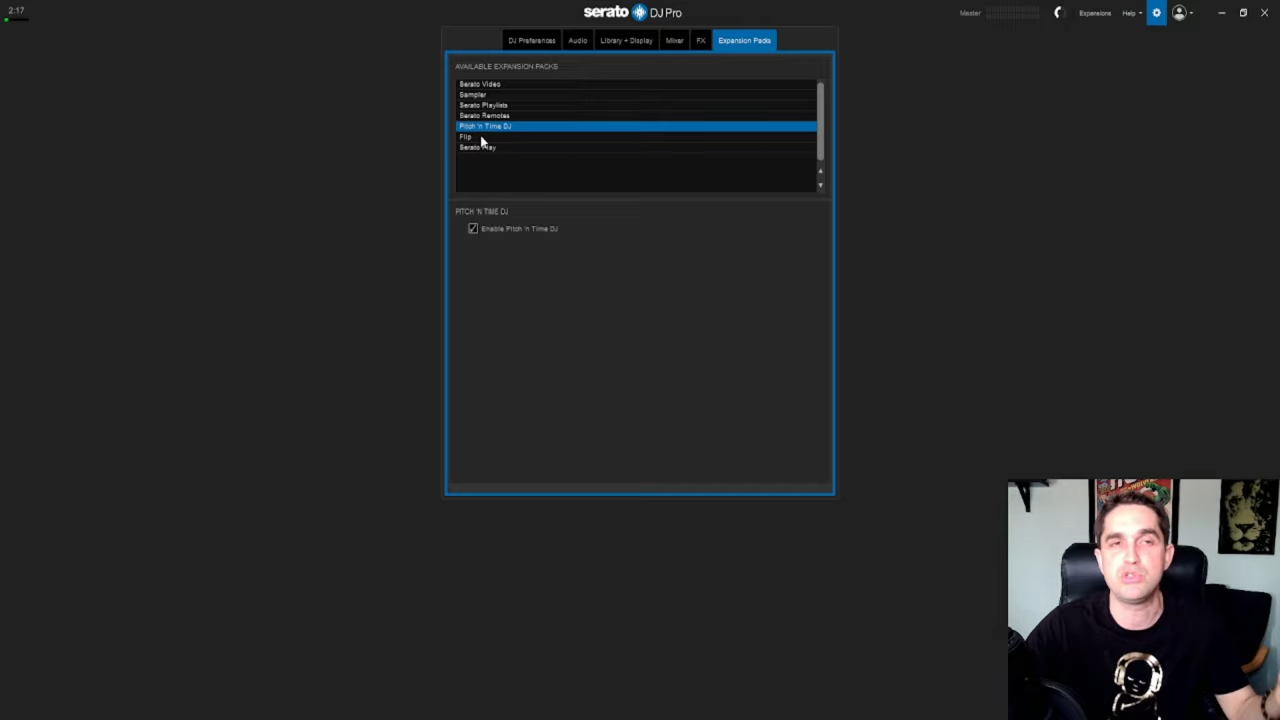 2:17
serato DJ Pro
Master
Expansions
Help
DJ Preferences
Audio
Library + Display
Mixer
FX
Expansion Packs
AVAILABLE EXPANSION PACKS
Serato Video
Sampler
Serato Playlists
Serato Remotes
Pitch 'n Time DJ
Flip
Serato Play
PITCH 'N TIME DJ
Enable Pitch 'n Time DJ